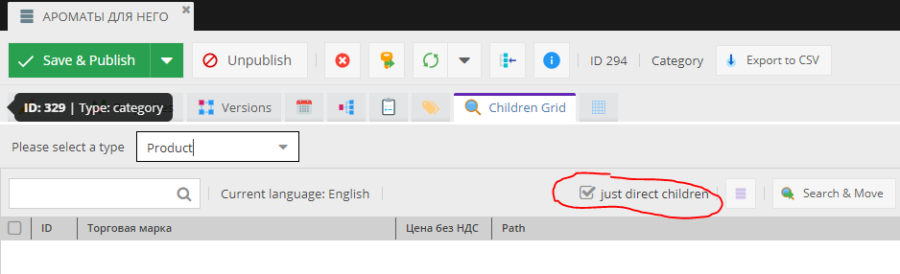 АРОМАТЫ ДЛЯ НЕГО
Save & Publish Unpublish ID 294 Category Export to CSV
ID: 329 | Type: category Versions Children Grid
Please select a type Product
Current language: English just direct children Search & Move
ID Торговая марка Цена без НДС Path